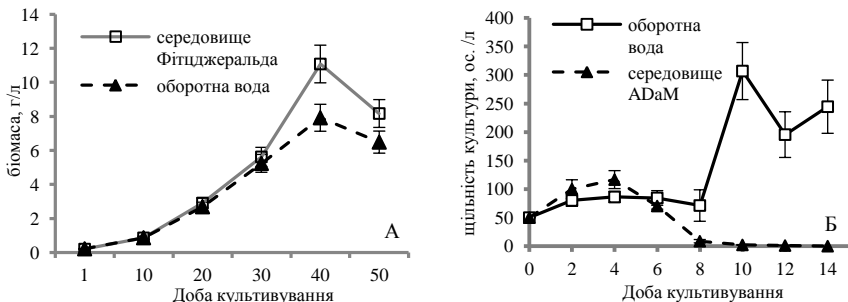 14
12
10
8
6
4
2
0
біомаса, г/л
середовище
Фітцджеральда
оборотна вода
А
1 10 20 30 40 50
Доба культивування
400
350
300
250
200
150
100
50
0
щільність культури, ос. /л
оборотна
вода
середовище
ADaM
Б
0 2 4 6 8 10 12 14
Доба культивування